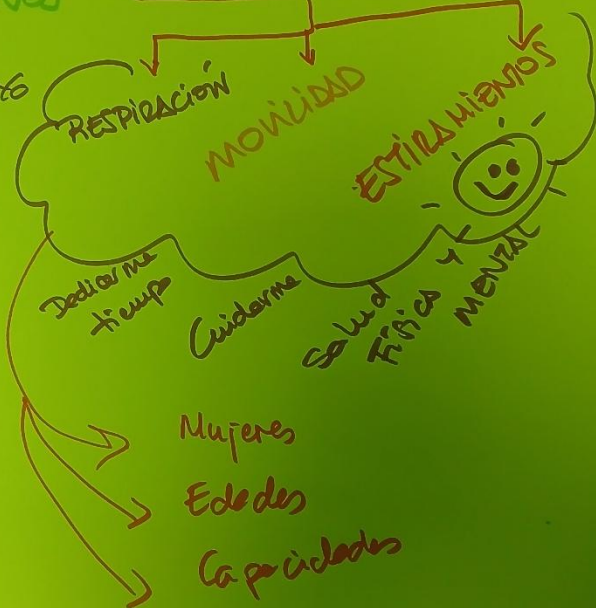 RESPIRACIÓN
MOVILIDAD
ESTIRAMIENTOS
Dedicarme
tiempo
Cuidarme
Salud
Física y
MENTAL
Mujeres
Edades
Capacidades